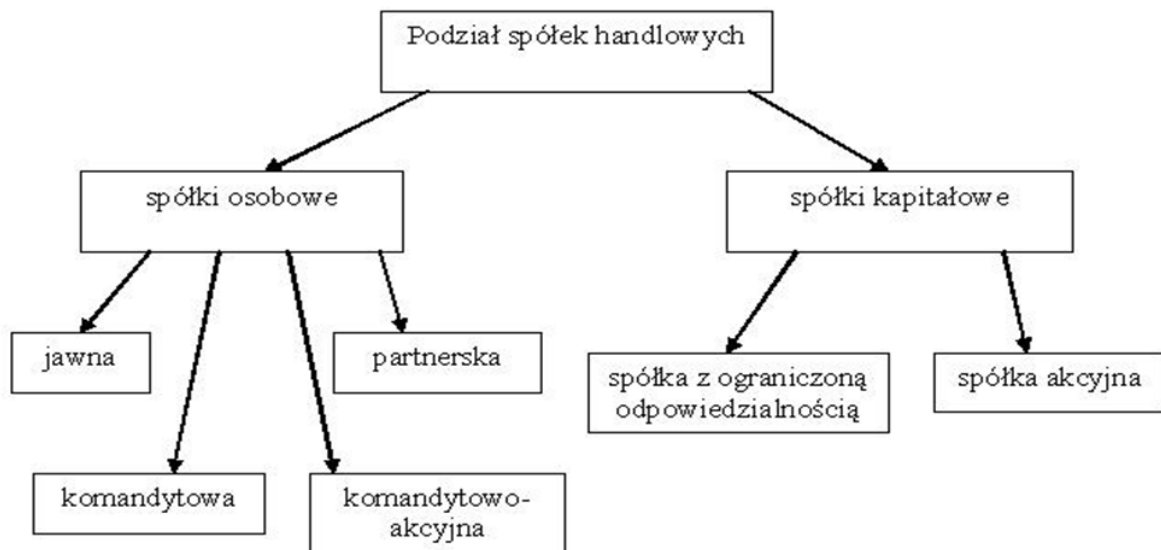 Podział spółek handlowych
spółki osobowe
spółki kapitałowe
jawna
partnerska
spółka z ograniczoną
odpowiedzialnością
spółka akcyjna
komandytowa
komandytowo-
akcyjna